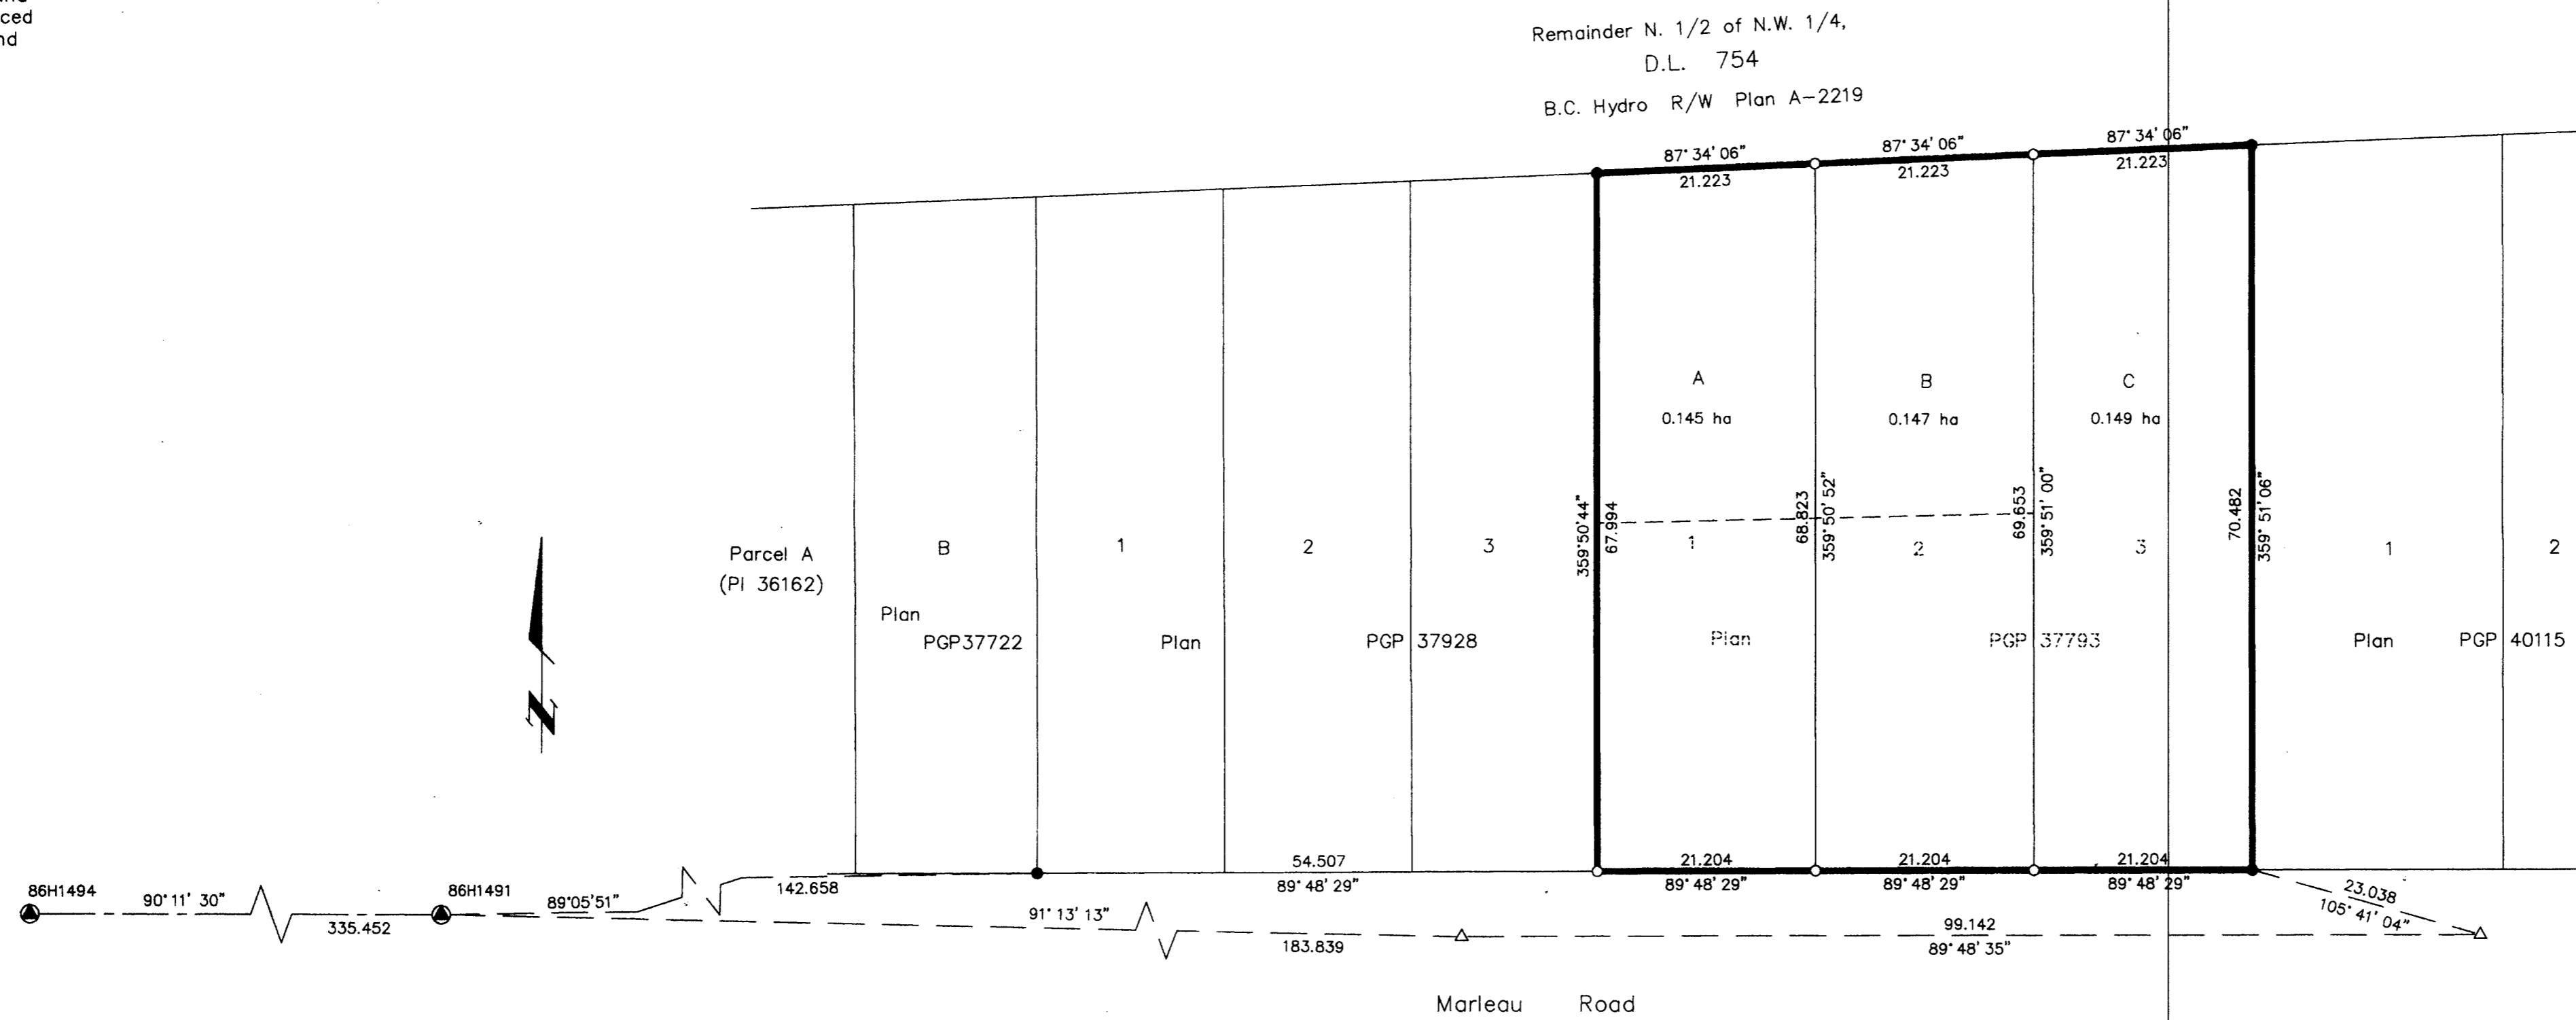 ced
Remainder N. 1/2 of N.W. 1/4,
D.L. 754
B.C. Hydro R/W Plan A-2219
87° 34' 06"
21.223
87° 34' 06"
21.223
87° 34' 06"
21.223
A
0.145 ha
B
0.147 ha
C
0.149 ha
359°50'44"
67.994
68.823
359° 50' 52"
69.653
359° 51' 00"
70.482
359° 51' 06"
Parcel A
(Pl 36162)
B
1
2
3
1
2
3
1
2
Plan
PGP37722
Plan
PGP 37928
Plan
PGP 37793
Plan
PGP 40115
N
54.507
89° 48' 29"
21.204
89° 48' 29"
21.204
89° 48' 29"
21.204
89° 48' 29"
86H1494
90° 11' 30"
335.452
86H1491
89°05'51"
142.658
91° 13' 13"
183.839
99.142
89° 48' 35"
23.038
105° 41' 04"
Marleau Road